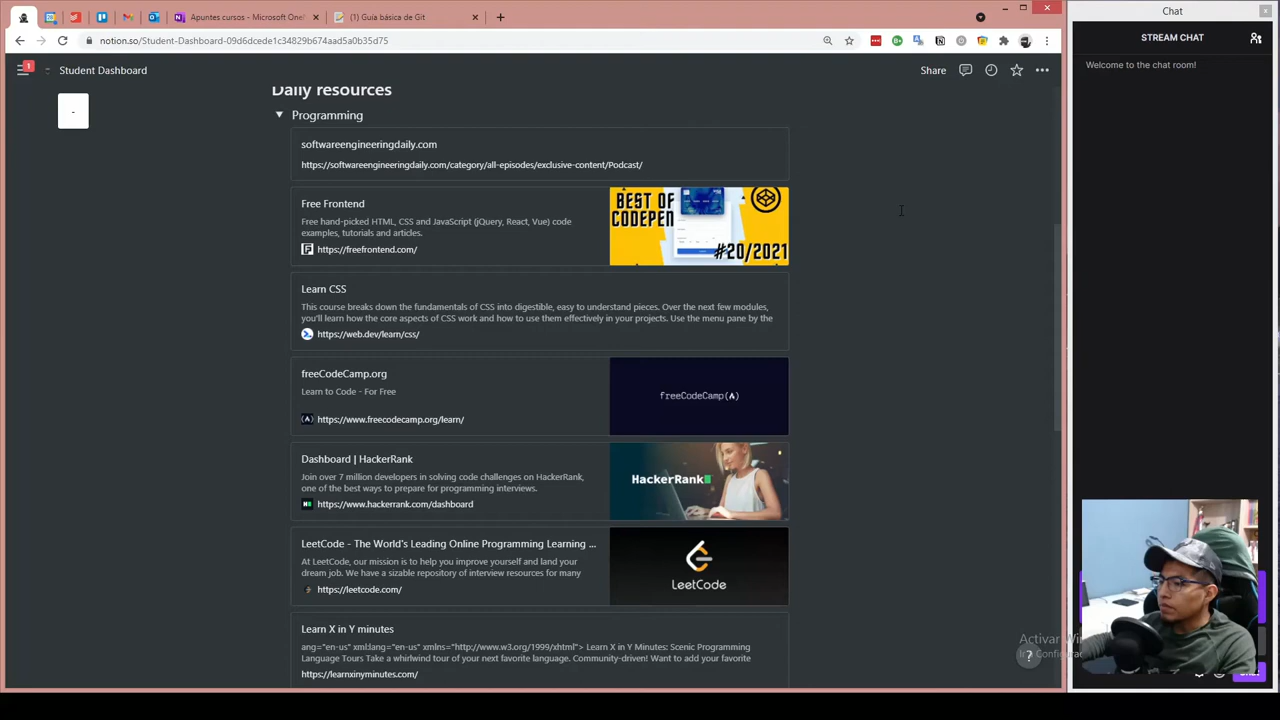 Apuntes cursos - Microsoft One
(1) Guía básica de Git
notion.so/Student-Dashboard-09d6dcede1c34829b674aad5a0b35d75
1
Student Dashboard
Share
-
Daily resources
Programming
softwareengineeringdaily.com
https://softwareengineeringdaily.com/category/all-episodes/exclusive-content/Podcast/
Free Frontend
Free hand-picked HTML, CSS and JavaScript (jQuery, React, Vue) code
examples, tutorials and articles.
https://freefrontend.com/
BEST OF
CODEPEN
#20/2021
Learn CSS
This course breaks down the fundamentals of CSS into digestible, easy to understand pieces. Over the next few modules,
you'll learn how the core aspects of CSS work and how to use them effectively in your projects. Use the menu pane by the
https://web.dev/learn/css/
freeCodeCamp.org
Learn to Code - For Free
https://www.freecodecamp.org/learn/
freeCodeCamp
Dashboard | HackerRank
Join over 7 million developers in solving code challenges on HackerRank,
one of the best ways to prepare for programming interviews.
https://www.hackerrank.com/dashboard
HackerRank
LeetCode - The World's Leading Online Programming Learning ...
At LeetCode, our mission is to help you improve yourself and land your
dream job. We have a sizable repository of interview resources for many
https://leetcode.com/
LeetCode
Learn X in Y minutes
ang="en-us" xml:lang="en-us" xmlns="http://www.w3.org/1999/xhtml"> Learn X in Y Minutes: Scenic Programming
Language Tours Take a whirlwind tour of your next favorite language. Community-driven! Want to add your favorite
https://learnxinyminutes.com/
Chat
STREAM CHAT
Welcome to the chat room!
Activar
?